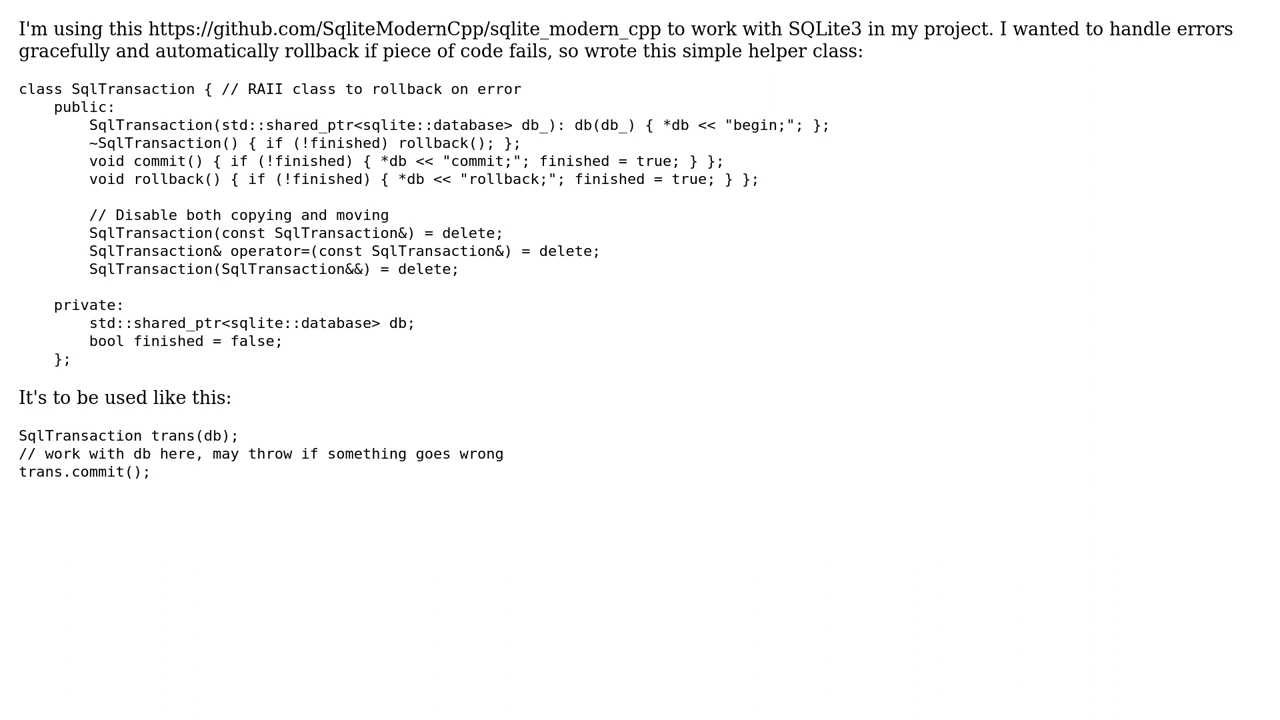 I'm using this https://github.com/SqliteModernCpp/sqlite_modern_cpp to work with SQLite3 in my project. I wanted to handle errors
gracefully and automatically rollback if piece of code fails, so wrote this simple helper class:
class SqlTransaction { // RAII class to rollback on error
    public:
        SqlTransaction(std::shared_ptr<sqlite::database> db_): db(db_) { *db << "begin;"; };
        ~SqlTransaction() { if (!finished) rollback(); };
        void commit() { if (!finished) { *db << "commit;"; finished = true; } };
        void rollback() { if (!finished) { *db << "rollback;"; finished = true; } };

        // Disable both copying and moving
        SqlTransaction(const SqlTransaction&) = delete;
        SqlTransaction& operator=(const SqlTransaction&) = delete;
        SqlTransaction(SqlTransaction&&) = delete;

    private:
        std::shared_ptr<sqlite::database> db;
        bool finished = false;
    };
It's to be used like this:
SqlTransaction trans(db);
// work with db here, may throw if something goes wrong
trans.commit();